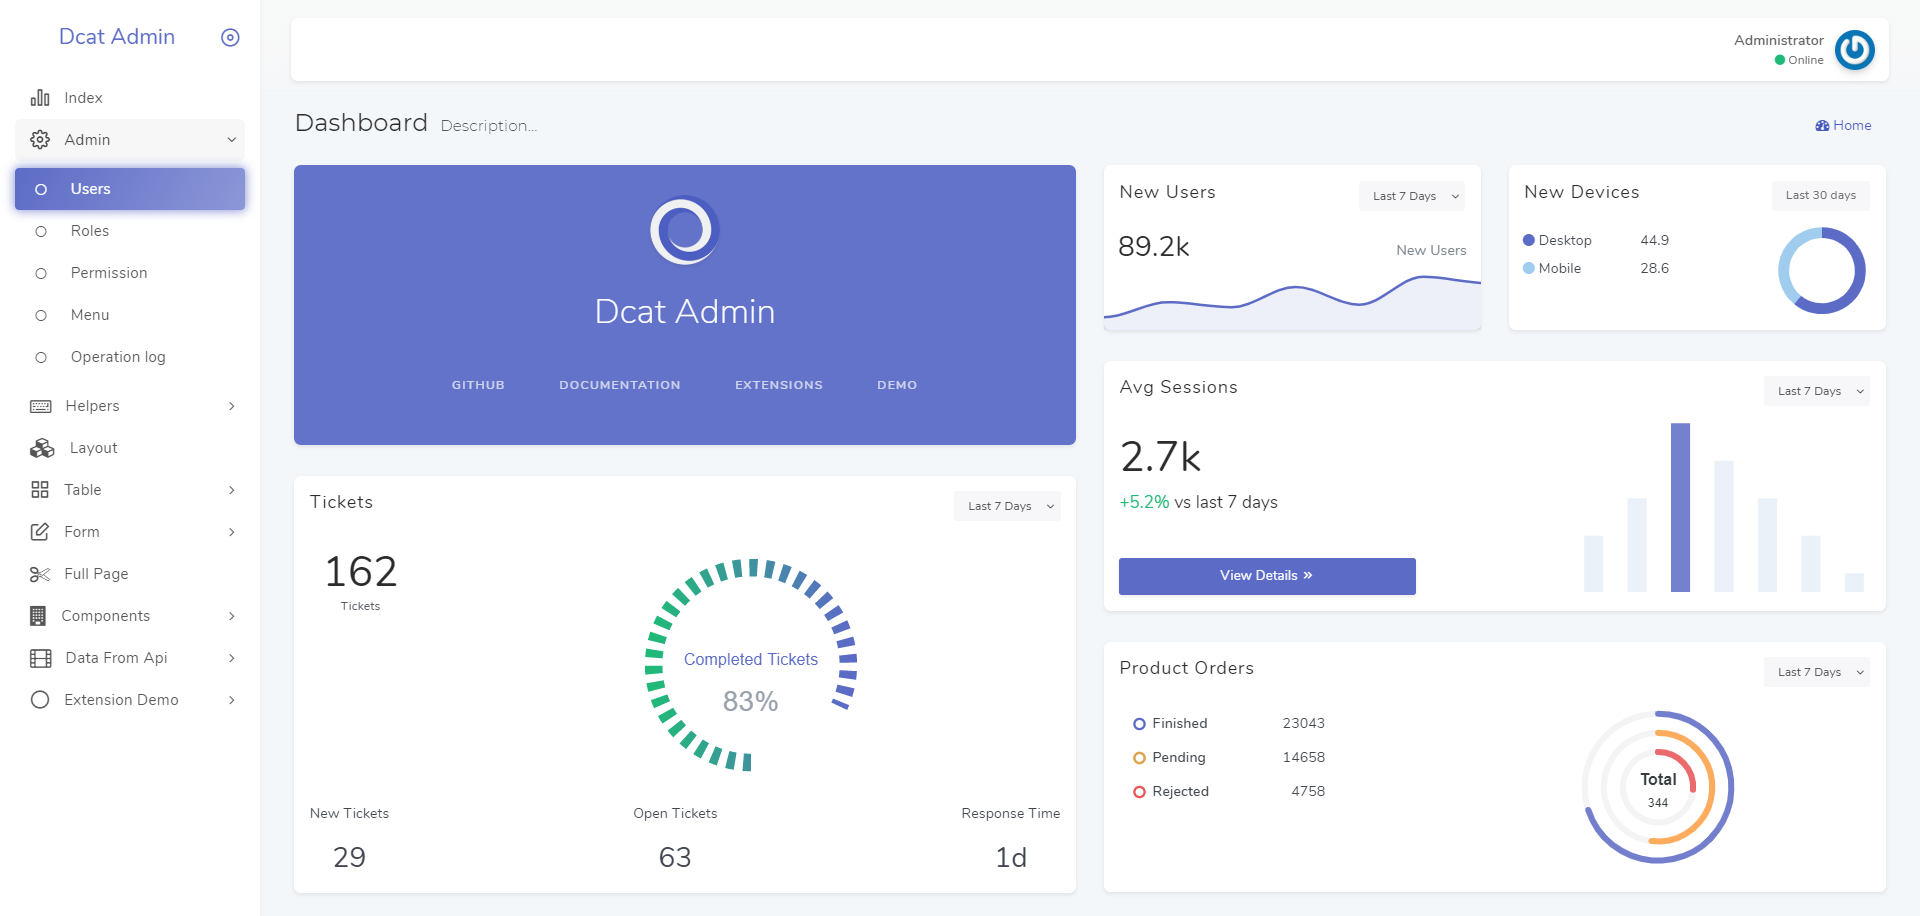 Dcat Admin
Index
Admin
Users
Roles
Permission
Menu
Operation log
Helpers
Layout
Table
Form
Full Page
Components
Data From Api
Extension Demo
Administrator
Online
Dashboard Description...
Home
Dcat Admin
GITHUB DOCUMENTATION EXTENSIONS DEMO
New Users Last 7 Days
89.2k New Users
New Devices Last 30 days
Desktop 44.9
Mobile 28.6
Avg Sessions Last 7 Days
2.7k
+5.2% vs last 7 days
View Details »
Tickets Last 7 Days
162
Tickets
Completed Tickets
83%
New Tickets Open Tickets Response Time
29 63 1d
Product Orders Last 7 Days
Finished 23043
Pending 14658
Rejected 4758
Total
344